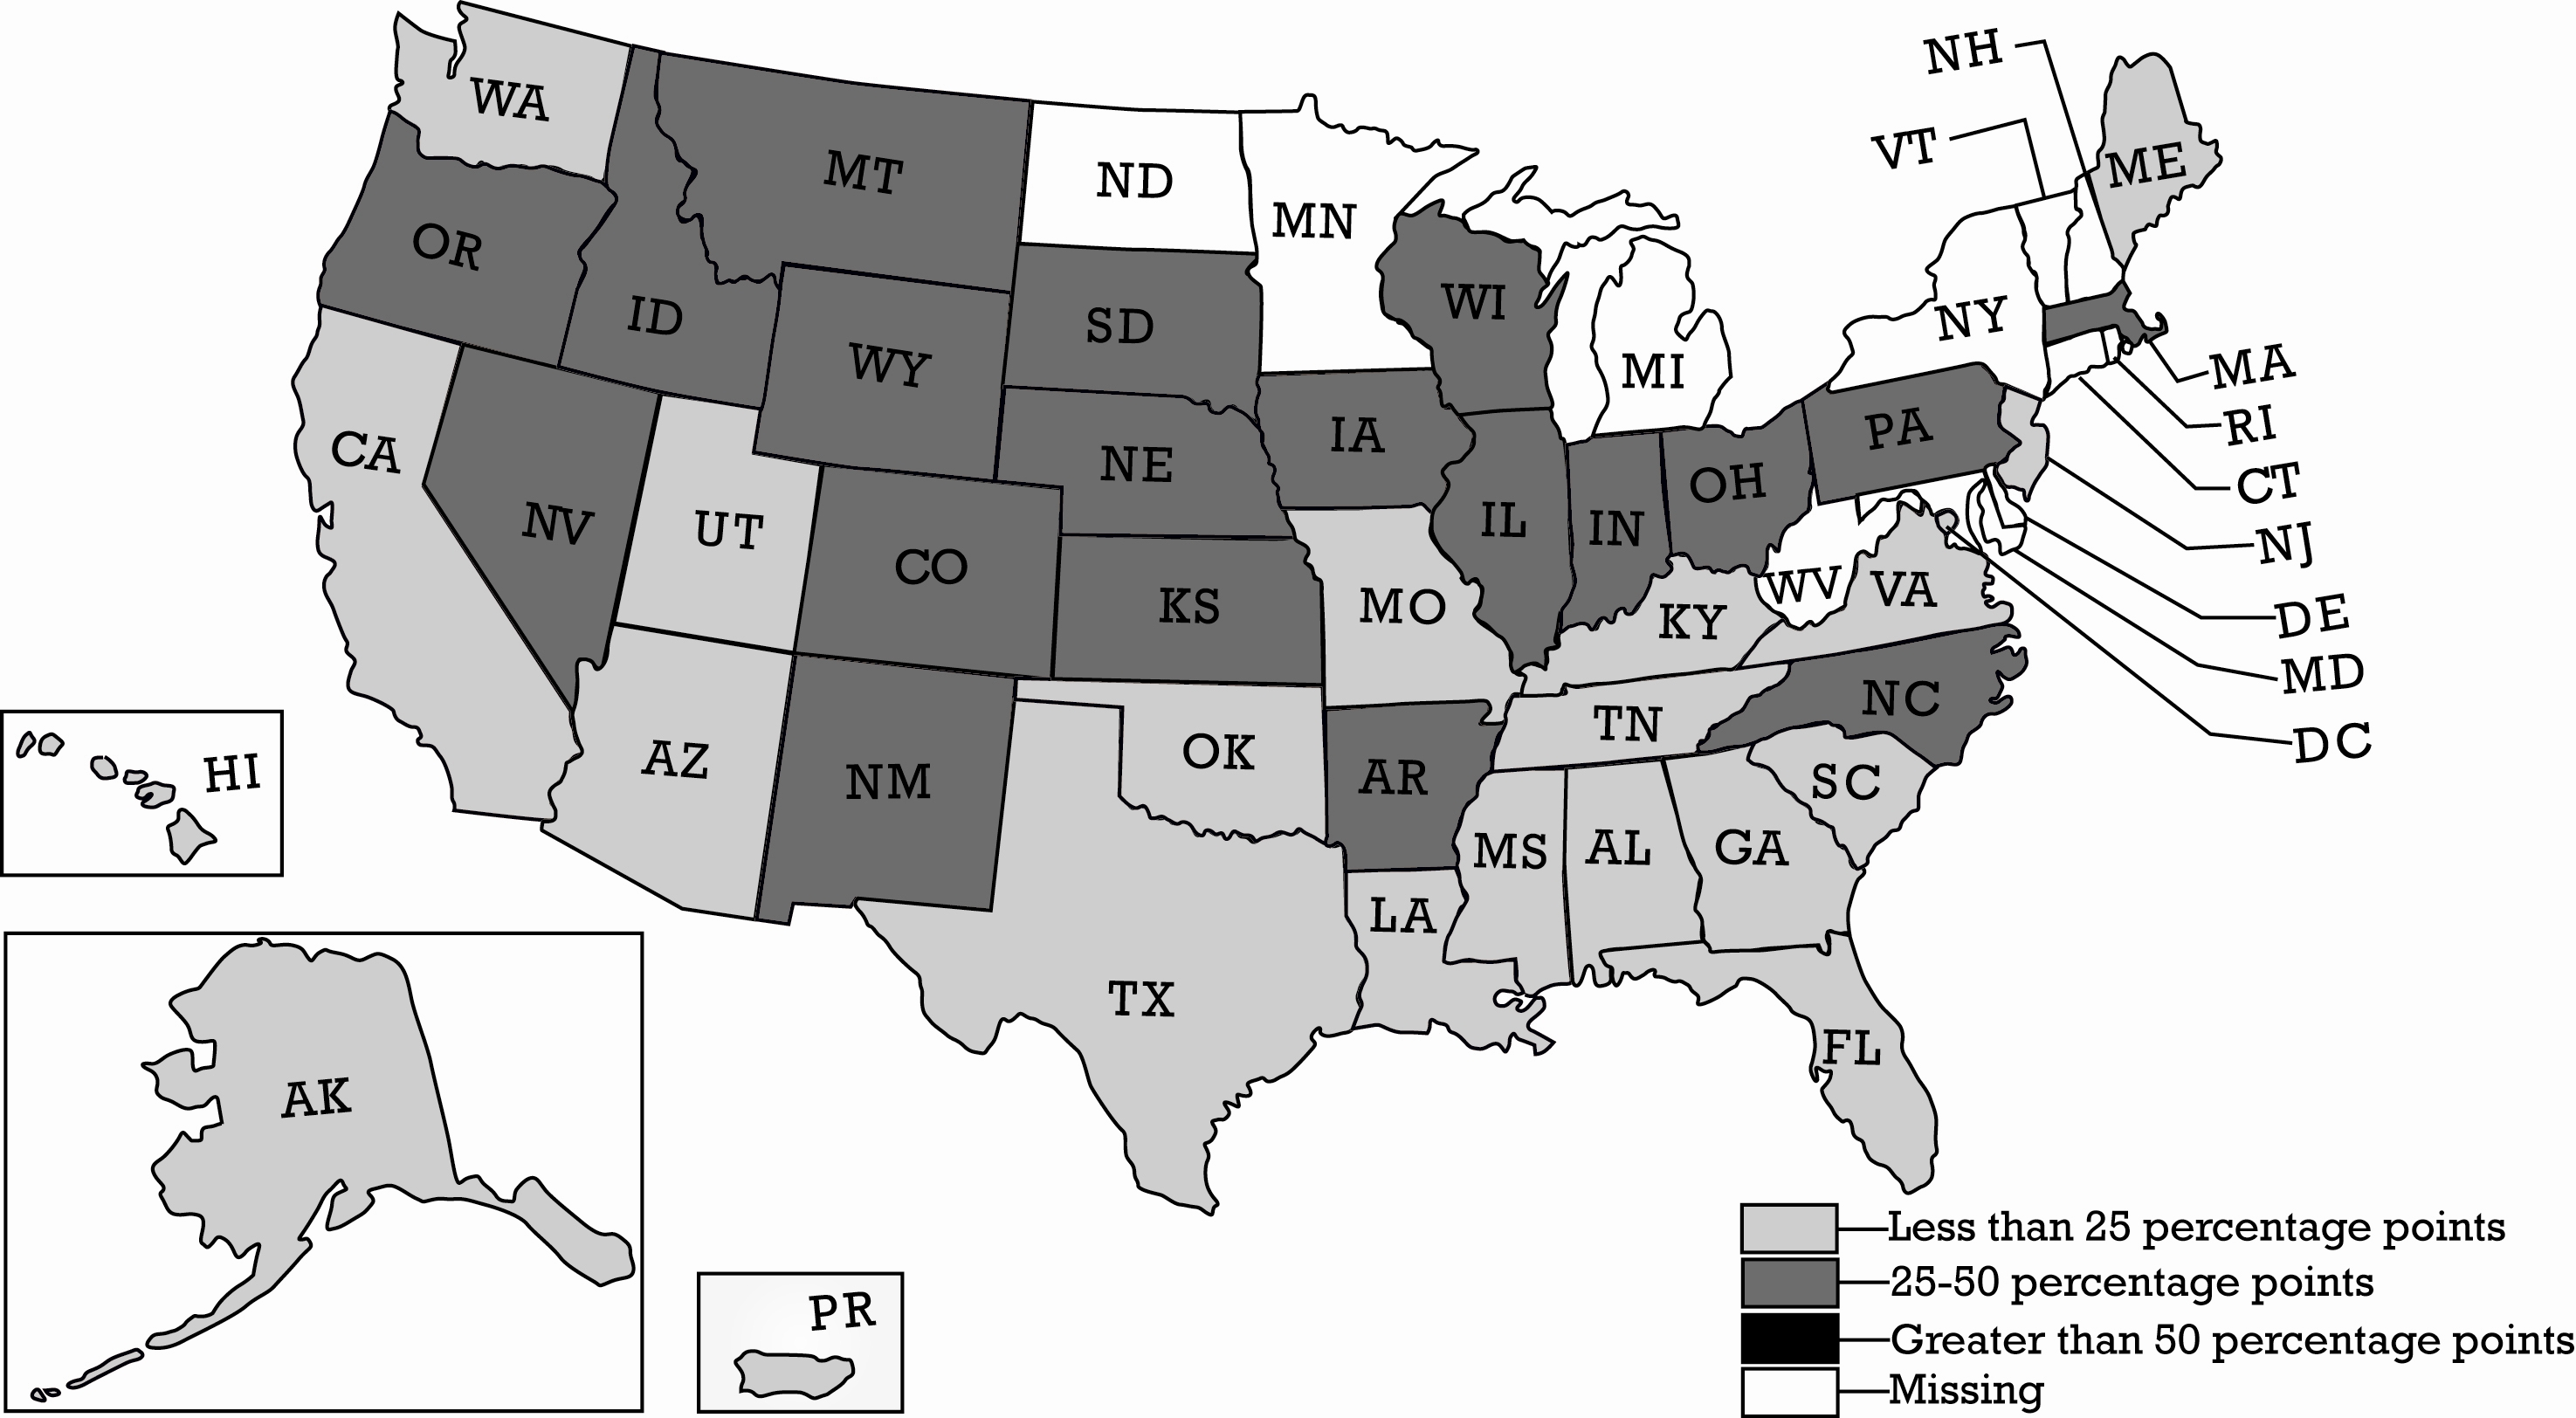 NH
WA
VT
ME
MT
ND
MN
OR
WI
ID
SD
NY
WY
MI
MA
CA
IA
PA
RI
NE
OH
CT
NV
UT
IL
IN
NJ
CO
KS
MO
KY
WV
VA
DE
MD
NC
TN
DC
HI
AZ
NM
OK
AR
SC
MS
AL
GA
LA
TX
FL
AK
PR
Less than 25 percentage points
25-50 percentage points
Greater than 50 percentage points
Missing